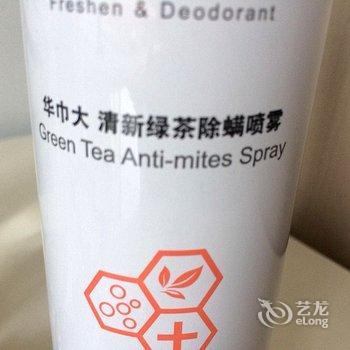 Freshen & Deodorant
华巾大 清新绿茶除螨喷雾
Green Tea Anti-mites Spray
艺龙
eLong